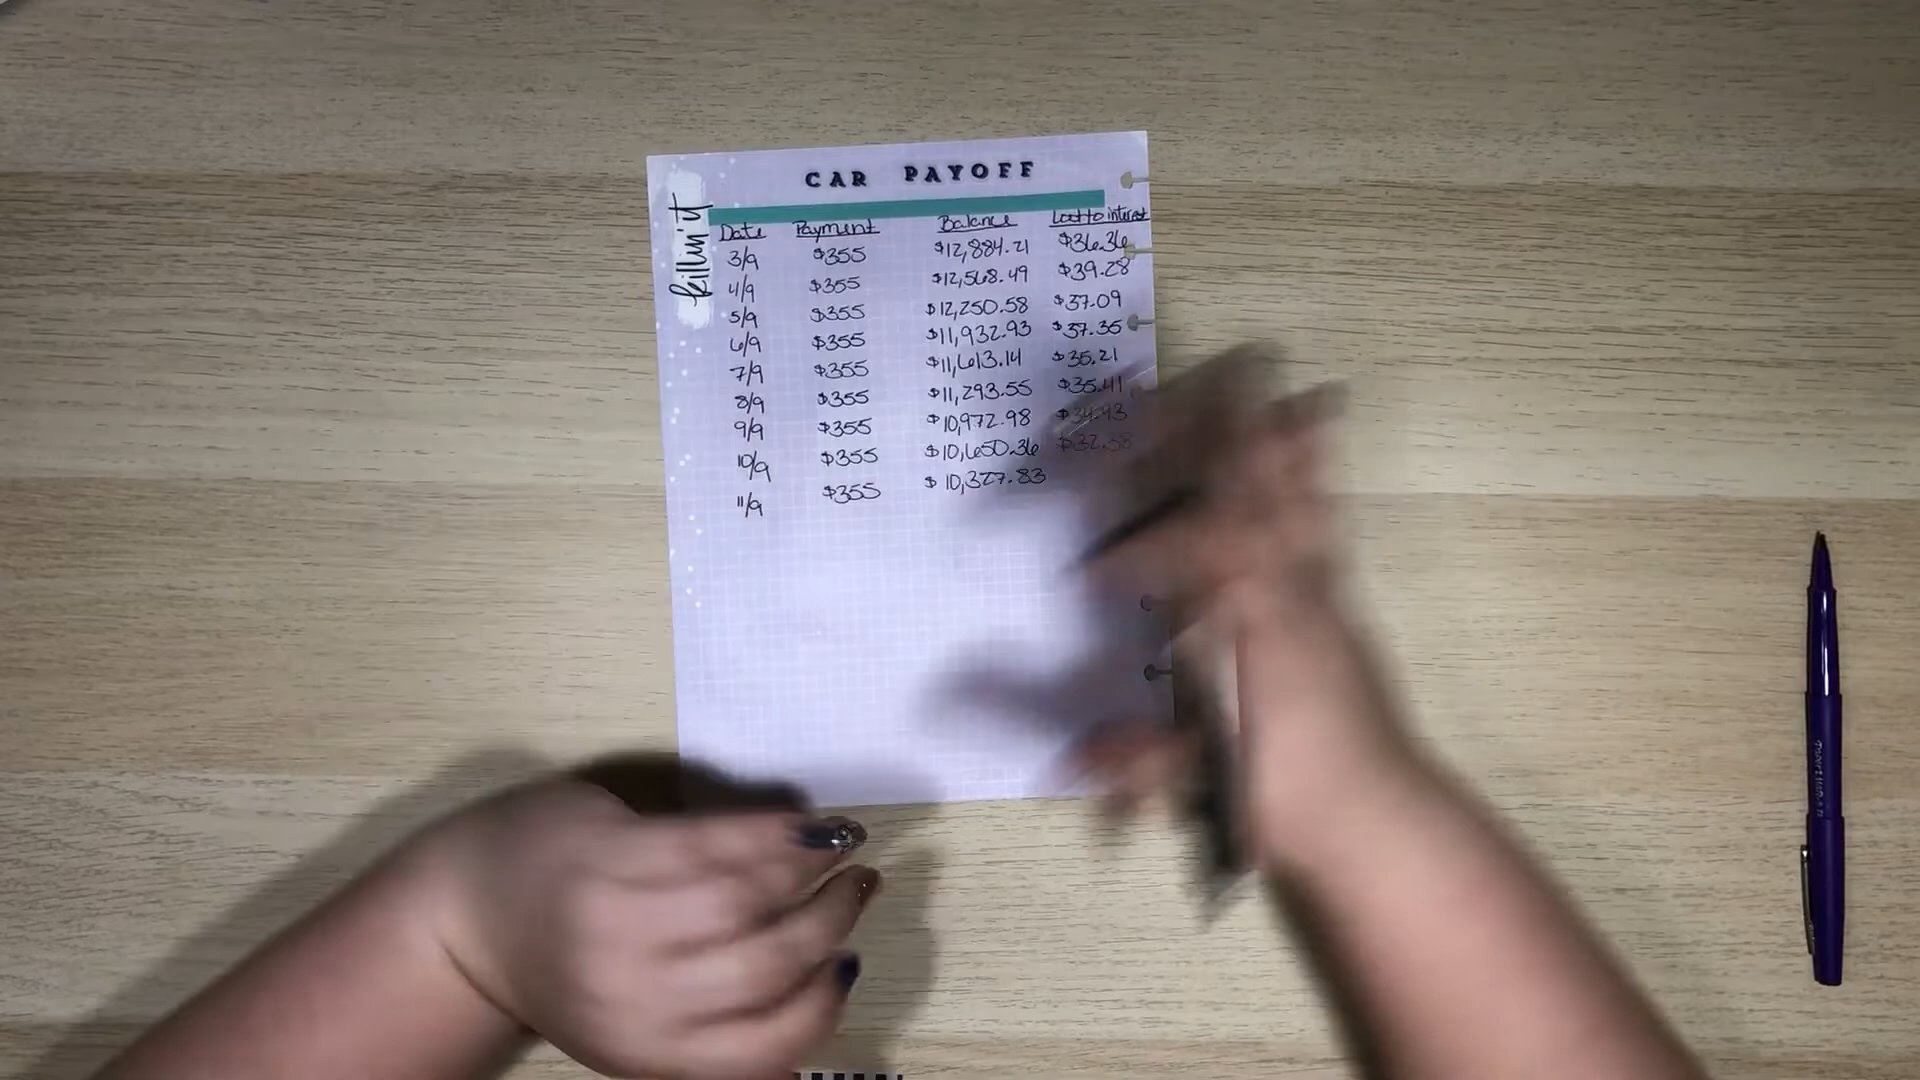 CAR PAYOFF
killin' it
Date Payment Balance Lost to interest
3/9 $355 $12,884.21 $36.36
4/9 $355 $12,568.49 $39.28
5/9 $355 $12,250.58 $37.09
6/9 $355 $11,932.93 $37.35
7/9 $355 $11,613.14 $35.21
8/9 $355 $11,293.55 $35.41
9/9 $355 $10,972.98 $34.43
10/9 $355 $10,650.36 $32.38
11/9 $355 $10,327.83